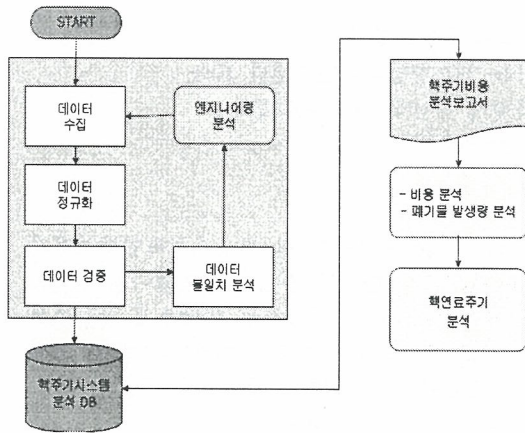 START
데이터
수집
엔지니어링
분석
데이터
정규화
데이터 검증
데이터
불일치 분석
핵주기시스템
분석 DB
핵주기비용
분석보고서
- 비용 분석
- 폐기물 발생량 분석
핵연료주기
분석